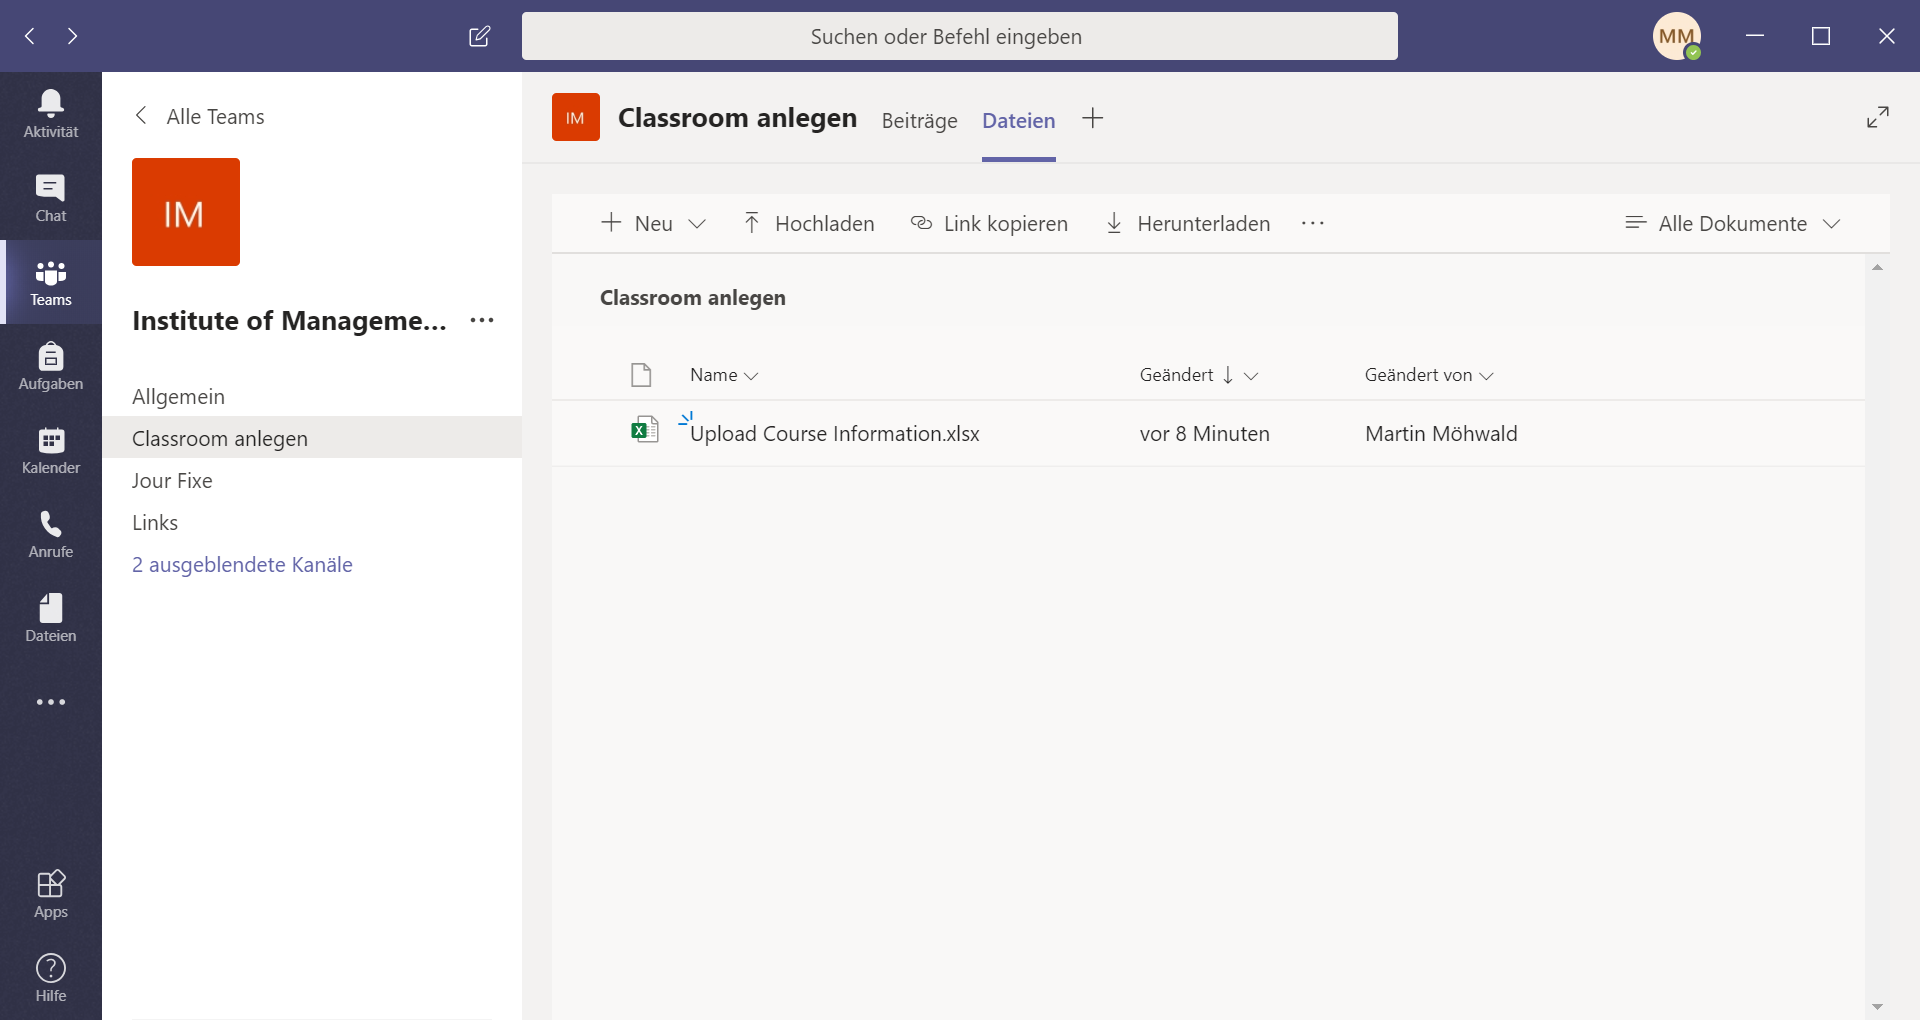 Suchen oder Befehl eingeben
MM
Aktivität
Chat
Teams
Aufgaben
Kalender
Anrufe
Dateien
Apps
Hilfe
Alle Teams
IM
Institute of Manageme...
Allgemein
Classroom anlegen
Jour Fixe
Links
2 ausgeblendete Kanäle
IM Classroom anlegen Beiträge Dateien
Neu Hochladen Link kopieren Herunterladen Alle Dokumente
Classroom anlegen
Name Geändert Geändert von
Upload Course Information.xlsx vor 8 Minuten Martin Möhwald